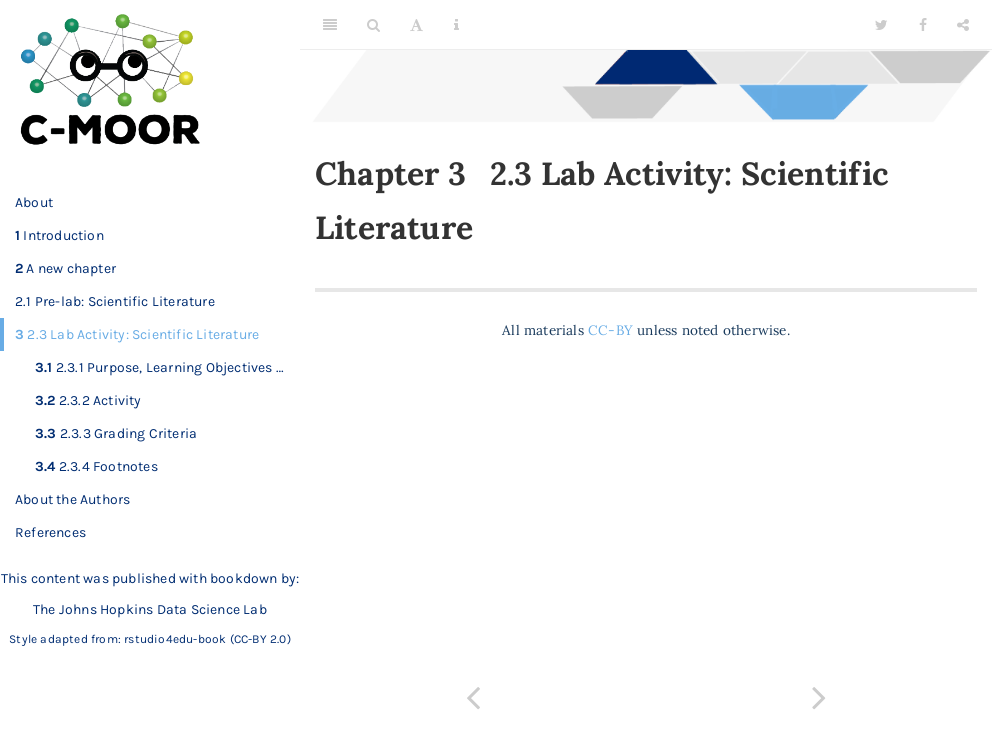 C-MOOR
About
1 Introduction
2 A new chapter
2.1 Pre-lab: Scientific Literature
3 2.3 Lab Activity: Scientific Literature
3.1 2.3.1 Purpose, Learning Objectives …
3.2 2.3.2 Activity
3.3 2.3.3 Grading Criteria
3.4 2.3.4 Footnotes
About the Authors
References
This content was published with bookdown by:
The Johns Hopkins Data Science Lab
Style adapted from: rstudio4edu-book (CC-BY 2.0)
A
Chapter 3 2.3 Lab Activity: Scientific
Literature
All materials CC-BY unless noted otherwise.